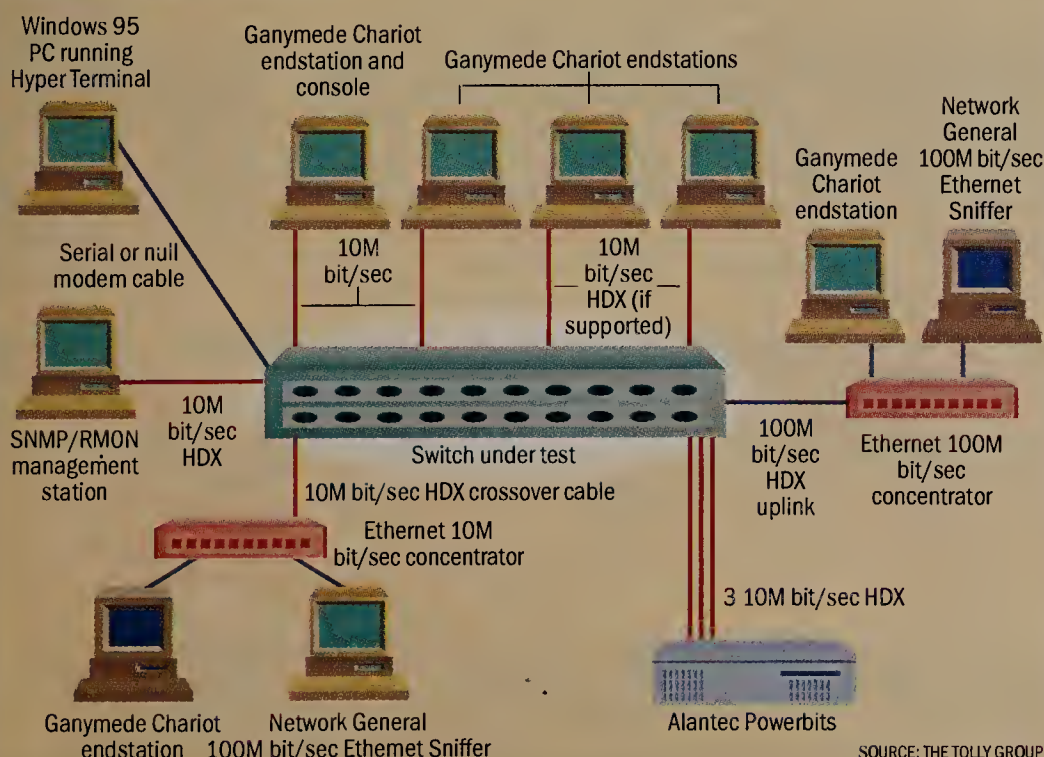 Windows 95
PC running
Hyper Terminal
Ganymede Chariot
endstation and
console
Ganymede Chariot endstations
Network
General
100M bit/sec
Ethernet
Sniffer
Ganymede
Chariot
endstation
Serial or null
modem cable
10M
bit/sec
10M
bit/sec
HDX (if
supported)
SNMP/RMON
management
station
10M
bit/sec
HDX
Switch under test
100M
bit/sec
HDX
uplink
Ethernet 100M
bit/sec
concentrator
10M bit/sec HDX crossover cable
Ethernet 10M
bit/sec concentrator
3 10M bit/sec HDX
Ganymede Chariot
endstation
Network General
100M bit/sec Ethernet Sniffer
Alantec Powerbits
SOURCE: THE TOLLY GROUP